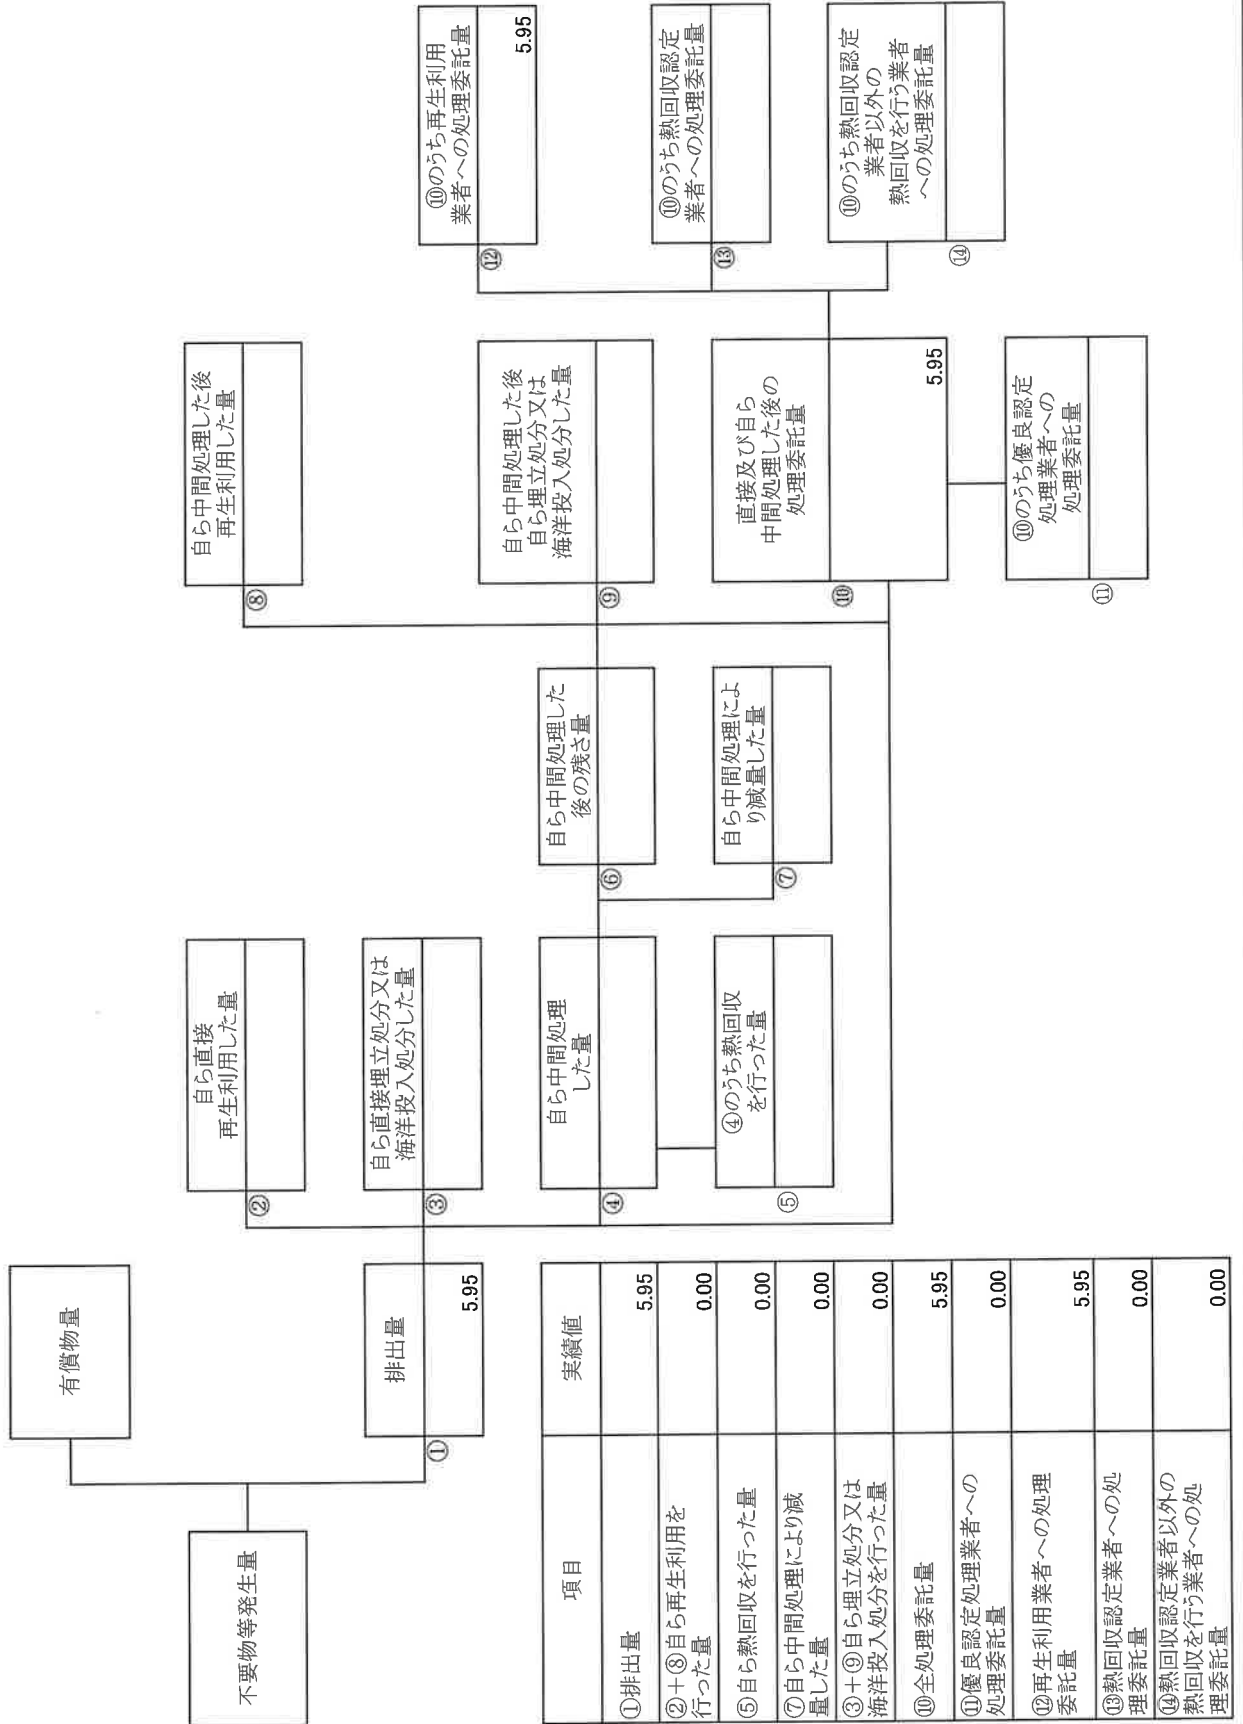 有償物量
不要物等発生量
①
排出量
5.95
②
自ら直接
再生利用した量
③
自ら直接埋立処分又は
海洋投入処分した量
④
自ら中間処理
した量
⑤
④のうち熱回収
を行った量
⑥
自ら中間処理した
後の残さ量
⑦
自ら中間処理によ
り減量した量
⑧
自ら中間処理した後
再生利用した量
⑨
自ら中間処理した後
自ら埋立処分又は
海洋投入処分した量
⑩
直接及び自ら
中間処理した後の
処理委託量
5.95
⑪
⑩のうち優良認定
処理業者への
処理委託量
⑫
⑩のうち再生利用
業者への処理委託量
5.95
⑬
⑩のうち熱回収認定
業者への処理委託量
⑭
⑩のうち熱回収認定
業者以外の
熱回収を行う業者
への処理委託量
項目 実績値
①排出量 5.95
②+⑧自ら再生利用を
行った量 0.00
⑤自ら熱回収を行った量 0.00
⑦自ら中間処理により減
量した量 0.00
③+⑨自ら埋立処分又は
海洋投入処分を行った量 0.00
⑩全処理委託量 5.95
⑪優良認定処理業者への
処理委託量 0.00
⑫再生利用業者への処理
委託量 5.95
⑬熱回収認定業者への処
理委託量 0.00
⑭熱回収認定業者以外の
熱回収を行う業者への処
理委託量 0.00